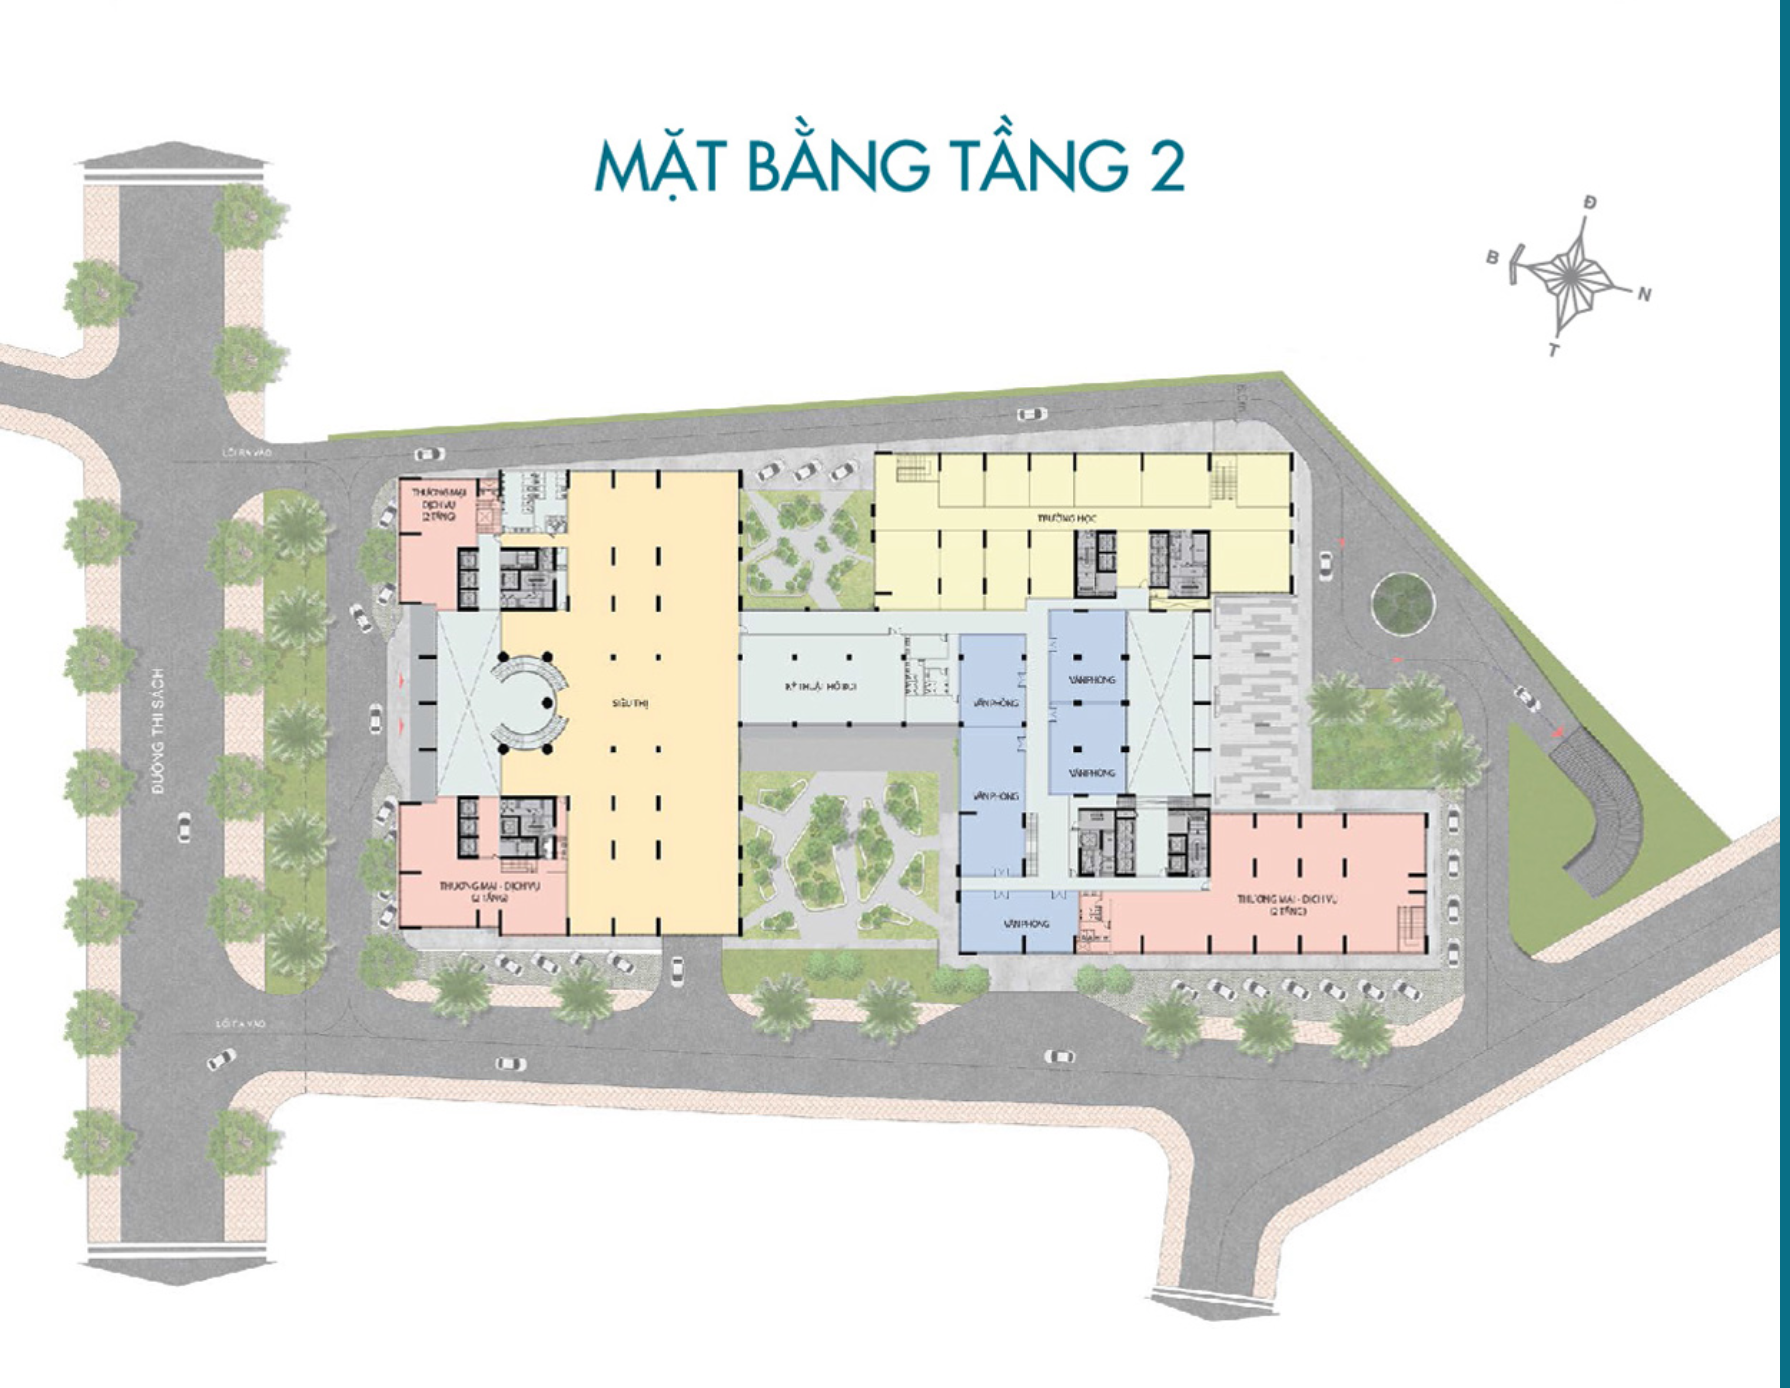 MẶT BẰNG TẦNG 2
Đ
B
N
T
LỐI RA VÀO
THƯƠNG MẠI
DỊCH VỤ
(2 TẦNG)
TRƯỜNG HỌC
ĐƯỜNG THI SÁCH
SIÊU THỊ
KỸ THUẬT HỒ BƠI
VĂN PHÒNG
VĂN PHÒNG
VĂN PHÒNG
VĂN PHÒNG
THƯƠNG MẠI - DỊCH VỤ
(2 TẦNG)
VĂN PHÒNG
THƯƠNG MẠI - DỊCH VỤ
(2 TẦNG)
LỐI RA VÀO